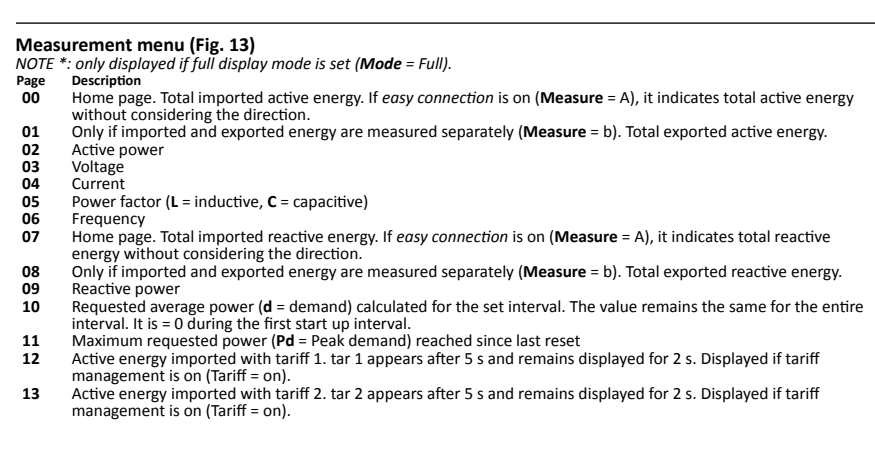 Measurement menu (Fig. 13)
NOTE *: only displayed if full display mode is set (Mode = Full).
Page Description
00 Home page. Total imported active energy. If easy connection is on (Measure = A), it indicates total active energy
without considering the direction.
01 Only if imported and exported energy are measured separately (Measure = b). Total exported active energy.
02 Active power
03 Voltage
04 Current
05 Power factor (L = inductive, C = capacitive)
06 Frequency
07 Home page. Total imported reactive energy. If easy connection is on (Measure = A), it indicates total reactive
energy without considering the direction.
08 Only if imported and exported energy are measured separately (Measure = b). Total exported reactive energy.
09 Reactive power
10 Requested average power (d = demand) calculated for the set interval. The value remains the same for the entire
interval. It is = 0 during the first start up interval.
11 Maximum requested power (Pd = Peak demand) reached since last reset
12 Active energy imported with tariff 1. tar 1 appears after 5 s and remains displayed for 2 s. Displayed if tariff
management is on (Tariff = on).
13 Active energy imported with tariff 2. tar 2 appears after 5 s and remains displayed for 2 s. Displayed if tariff
management is on (Tariff = on).